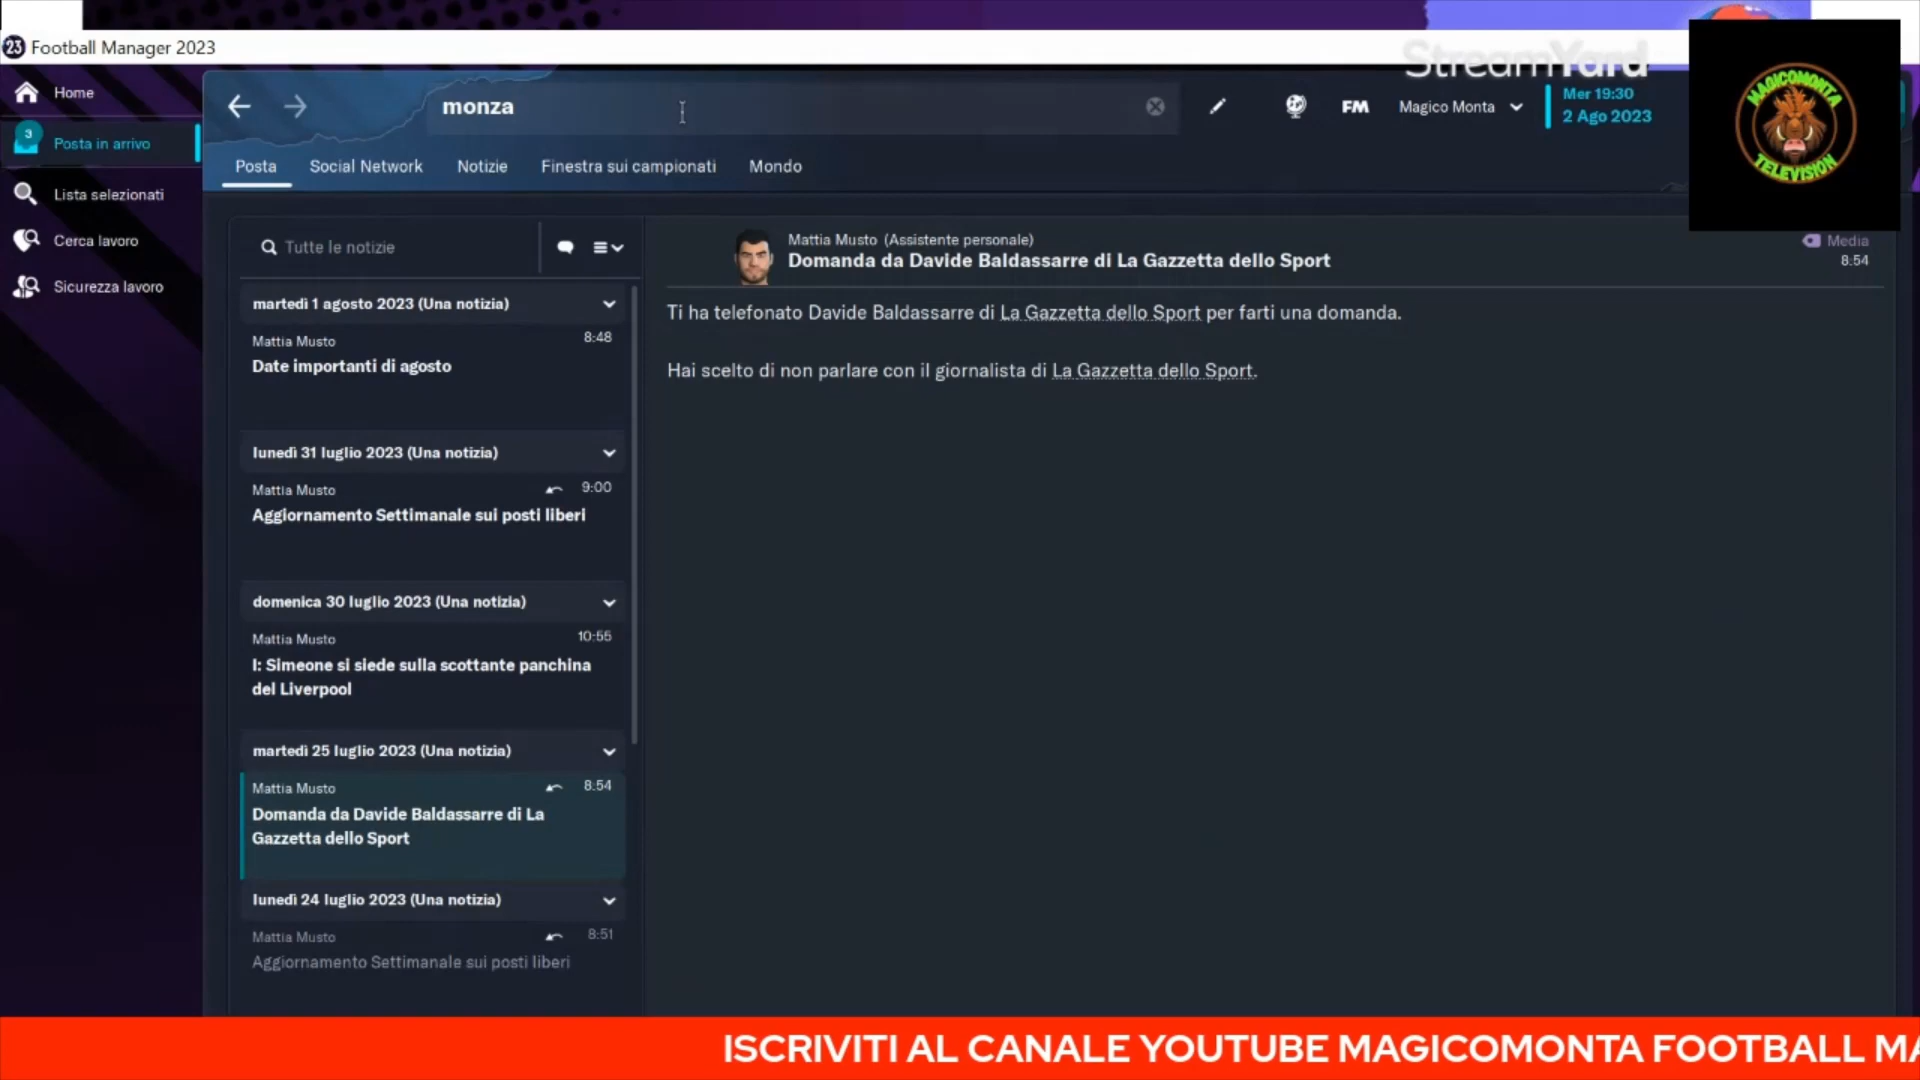 StreamYard
23 Football Manager 2023
MAGICOMONTA
TELEVISION
Home
3
Posta in arrivo
Lista selezionati
Cerca lavoro
Sicurezza lavoro
monza
FM
Magico Monta
Mer 19:30
2 Ago 2023
Posta
Social Network
Notizie
Finestra sui campionati
Mondo
Tutte le notizie
martedì 1 agosto 2023 (Una notizia)
Mattia Musto 8:48
Date importanti di agosto
lunedì 31 luglio 2023 (Una notizia)
Mattia Musto 9:00
Aggiornamento Settimanale sui posti liberi
domenica 30 luglio 2023 (Una notizia)
Mattia Musto 10:55
I: Simeone si siede sulla scottante panchina
del Liverpool
martedì 25 luglio 2023 (Una notizia)
Mattia Musto 8:54
Domanda da Davide Baldassarre di La
Gazzetta dello Sport
lunedì 24 luglio 2023 (Una notizia)
Mattia Musto 8:51
Aggiornamento Settimanale sui posti liberi
Mattia Musto (Assistente personale)
Domanda da Davide Baldassarre di La Gazzetta dello Sport
Media
8:54
Ti ha telefonato Davide Baldassarre di La Gazzetta dello Sport per farti una domanda.
Hai scelto di non parlare con il giornalista di La Gazzetta dello Sport.
ISCRIVITI AL CANALE YOUTUBE MAGICOMONTA FOOTBALL MA